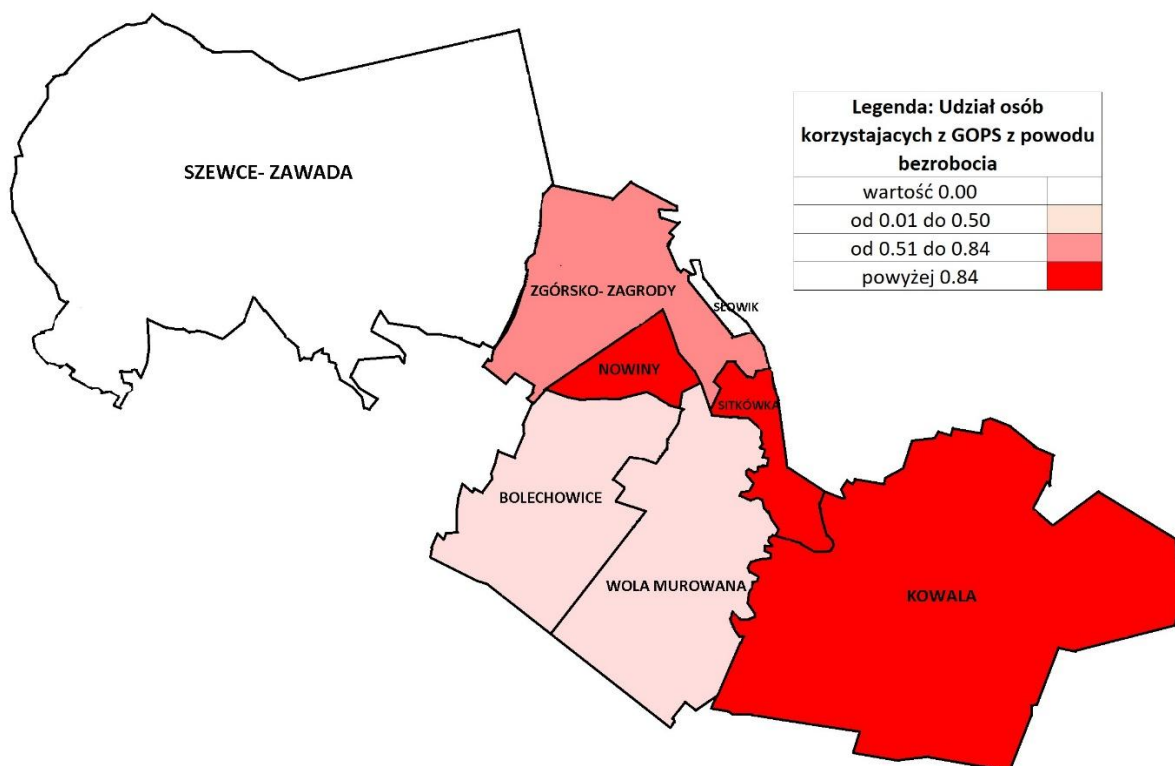 Legenda: Udział osób
korzystajacych z GOPS z powodu
bezrobocia
wartość 0.00
od 0.01 do 0.50
od 0.51 do 0.84
powyżej 0.84
SZEWCE- ZAWADA
ZGÓRSKO- ZAGRODY
SŁOWIK
NOWINY
SITKÓWKA
BOLECHOWICE
WOLA MUROWANA
KOWALA